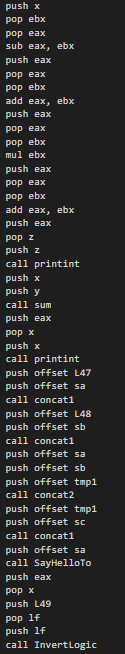 push x
pop ebx
pop eax
sub eax, ebx
push eax
pop eax
pop ebx
add eax, ebx
push eax
pop eax
pop ebx
mul ebx
push eax
pop eax
pop ebx
add eax, ebx
push eax
pop z
push z
call printint
push x
push y
call sum
push eax
pop x
push x
call printint
push offset L47
push offset sa
call concat1
push offset L48
push offset sb
call concat1
push offset sa
push offset sb
push offset tmp1
call concat2
push offset tmp1
push offset sc
call concat1
push offset sa
call SayHelloTo
push eax
pop x
push L49
pop lf
push lf
call InvertLogic